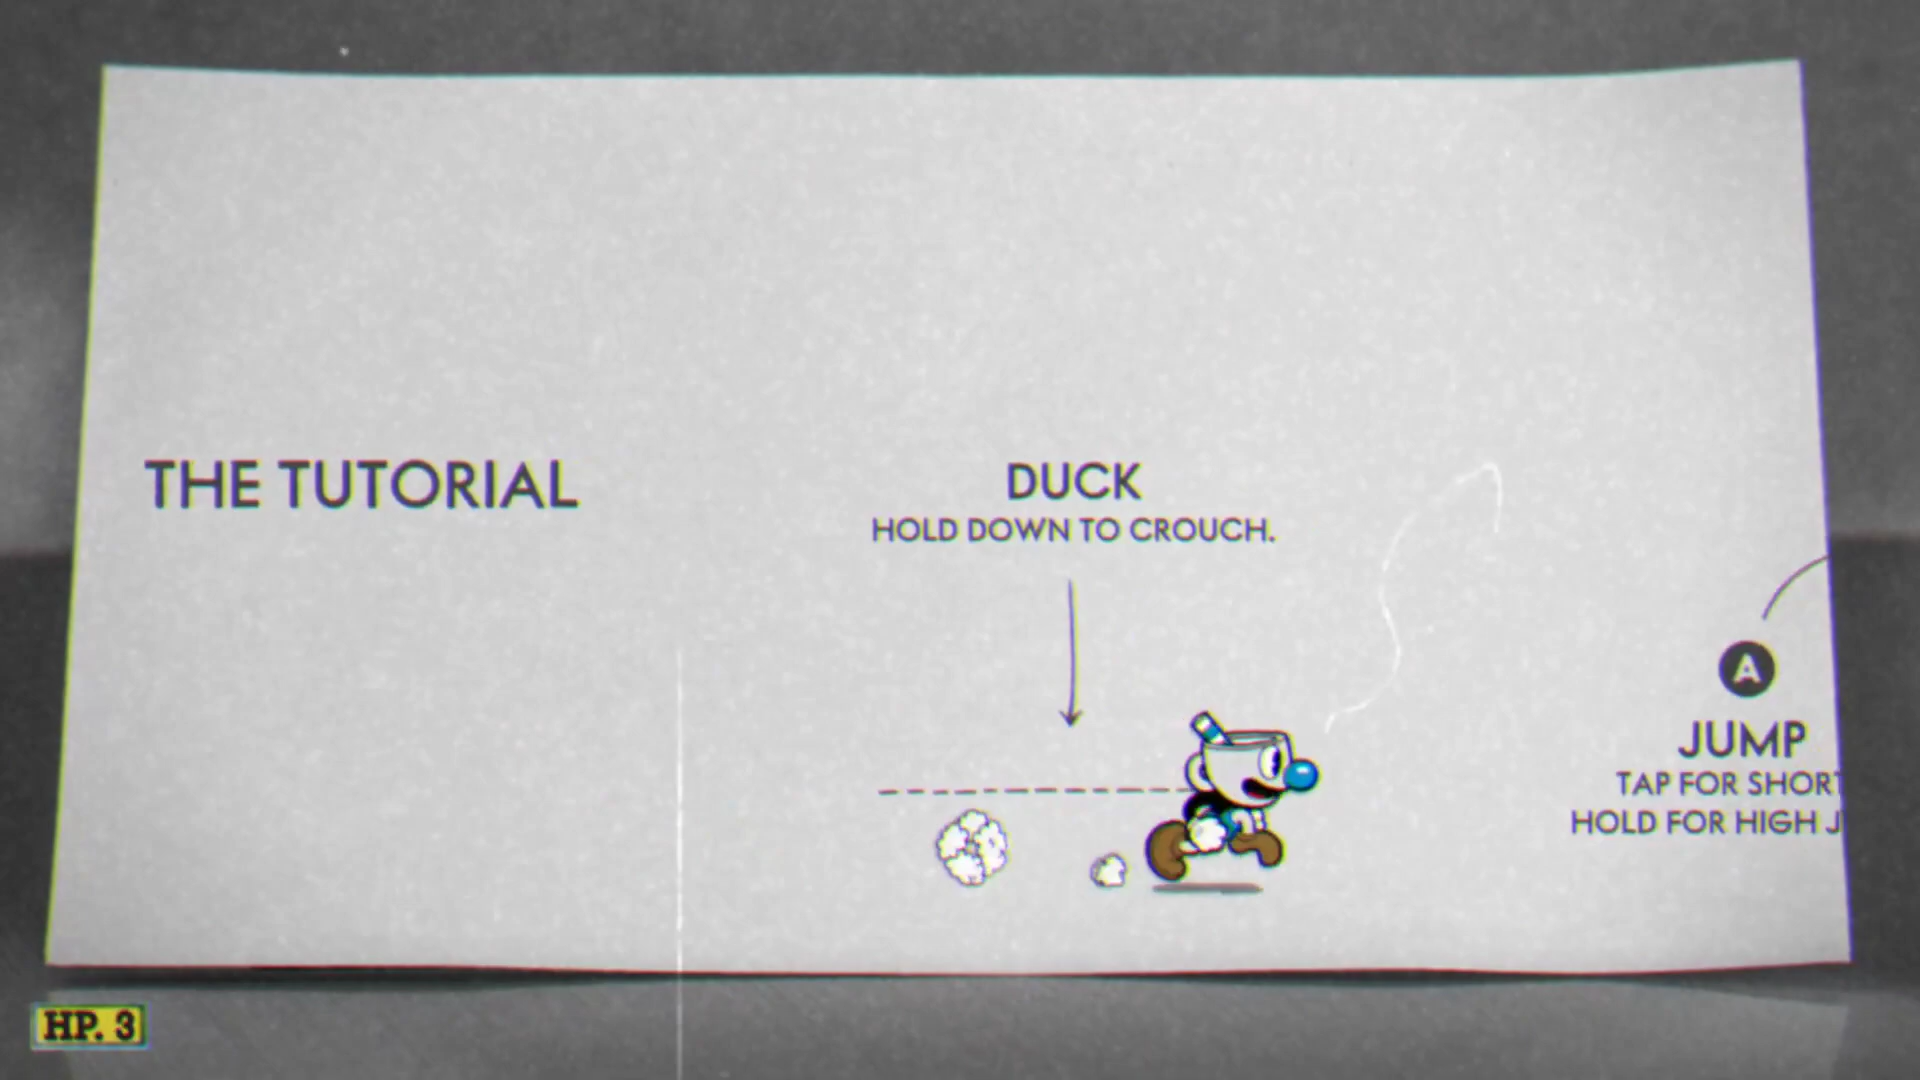 THE TUTORIAL
DUCK
HOLD DOWN TO CROUCH.
A
JUMP
TAP FOR SHORT
HOLD FOR HIGH J
HP. 3